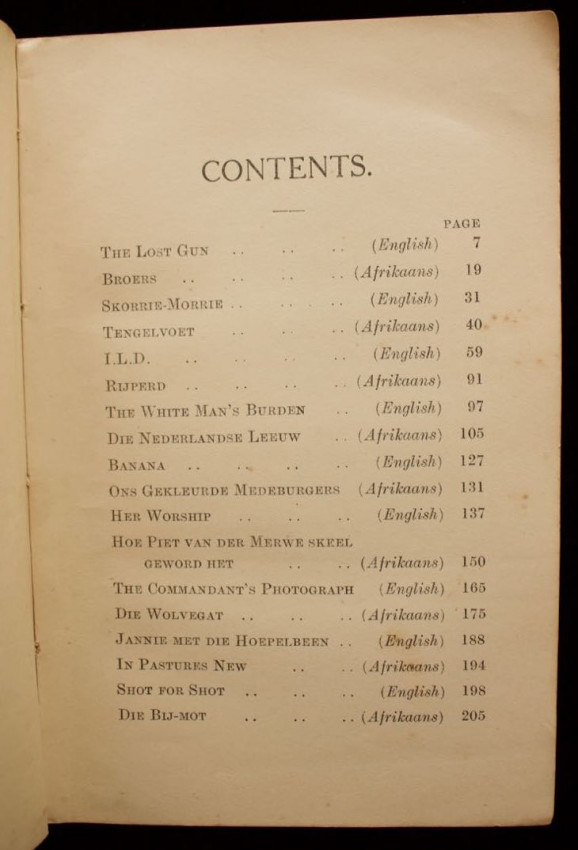 CONTENTS.
PAGE
THE LOST GUN .. .. .. (English) 7
BROERS .. .. .. .. (Afrikaans) 19
SKORRIE-MORRIE .. .. .. (English) 31
TENGELVOET .. .. .. (Afrikaans) 40
I.L.D. .. .. .. .. (English) 59
RIJPERD .. .. .. .. (Afrikaans) 91
THE WHITE MAN'S BURDEN .. (English) 97
DIE NEDERLANDSE LEEUW .. (Afrikaans) 105
BANANA .. .. .. .. (English) 127
ONS GEKLEURDE MEDEBURGERS (Afrikaans) 131
HER WORSHIP .. .. .. (English) 137
HOE PIET VAN DER MERWE SKEEL
GEWORD HET .. .. (Afrikaans) 150
THE COMMANDANT'S PHOTOGRAPH (English) 165
DIE WOLVEGAT .. .. .. (Afrikaans) 175
JANNIE MET DIE HOEPELBEEN .. (English) 188
IN PASTURES NEW .. .. (Afrikaans) 194
SHOT FOR SHOT .. .. .. (English) 198
DIE BIJ-MOT .. .. .. (Afrikaans) 205